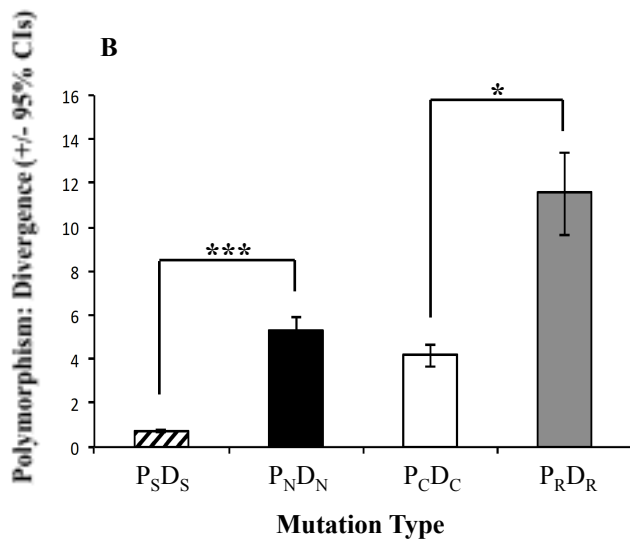 B
Polymorphism: Divergence (+/- 95% CIs)
16
14
12
10
8
6
4
2
0
***
*
PSDS PNDN PCDC PRDR
Mutation Type